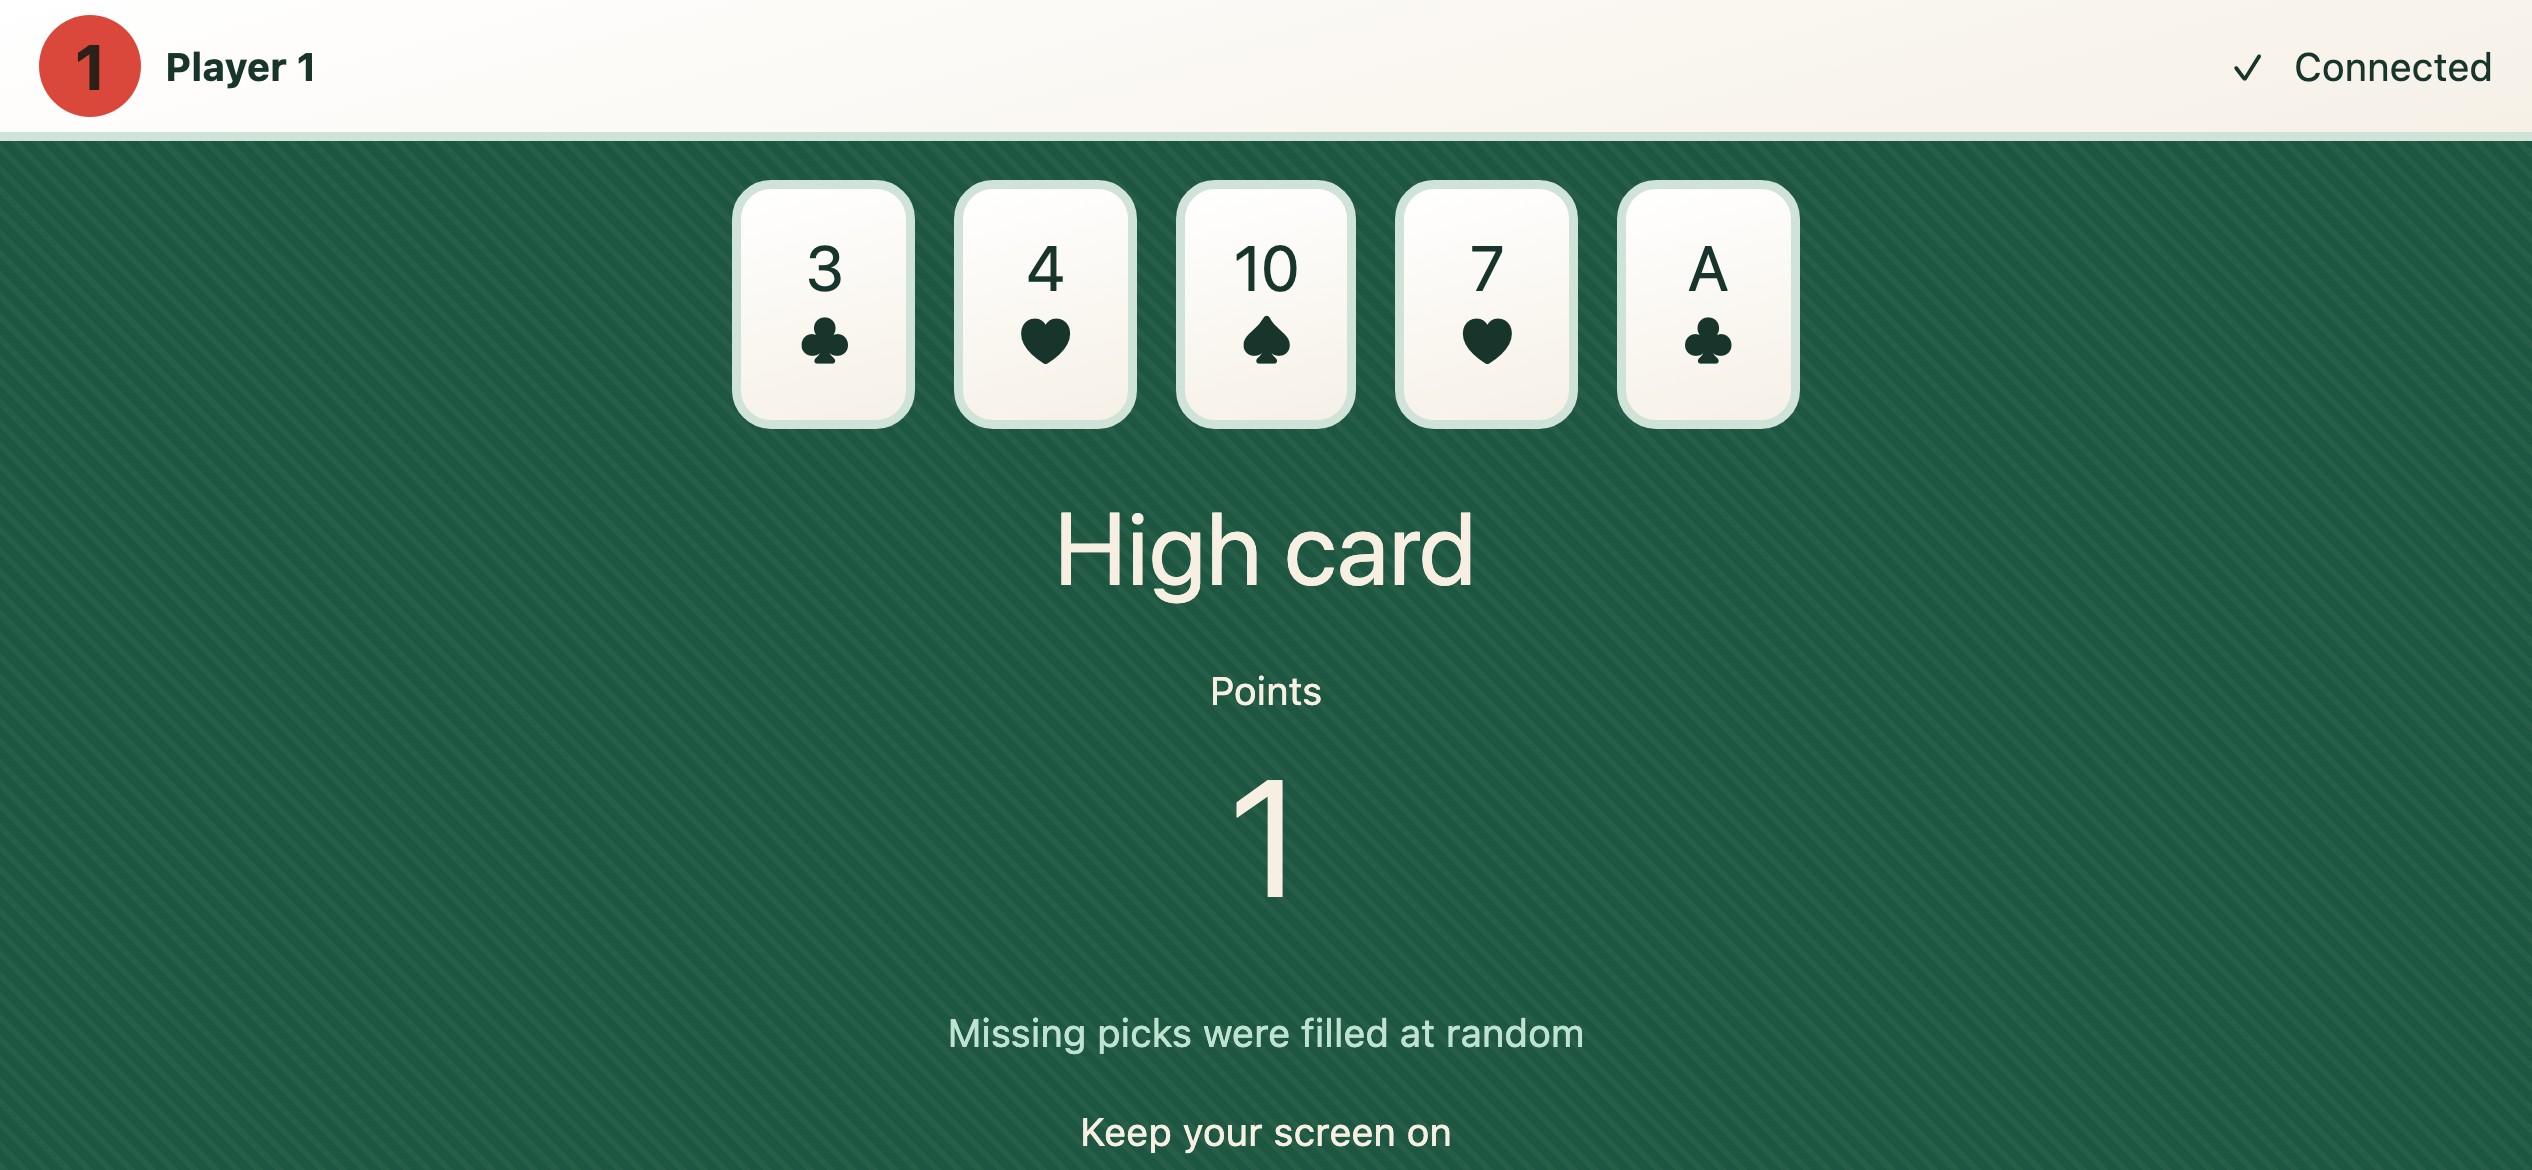 1 Player 1 ✓ Connected
3 4 10 7 A
♣ ♥ ♠ ♥ ♣
High card
Points
1
Missing picks were filled at random
Keep your screen on